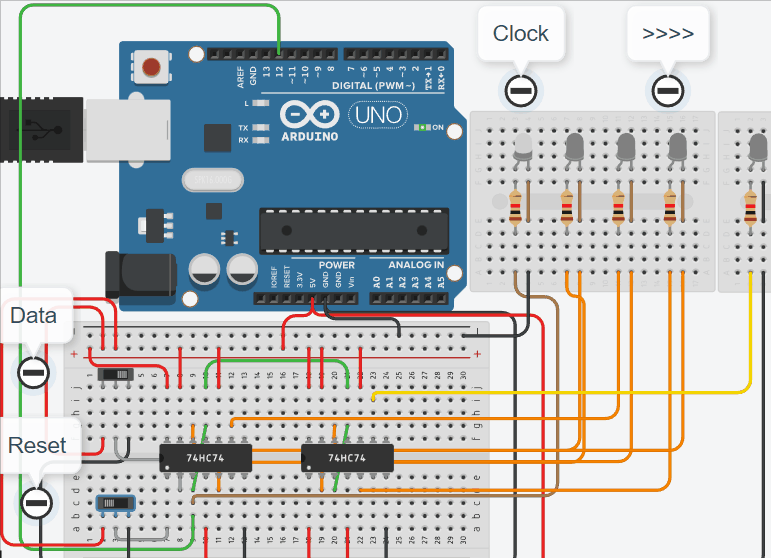 Clock
>>>>
AREF
GND
13
12
~11
~10
~9
8
7
~6
~5
4
~3
2
TX→1
RX←0
DIGITAL (PWM~)
L
TX
RX
UNO
ARDUINO
ON
POWER
ANALOG IN
IOREF
RESET
3.3V
5V
GND
GND
Vin
A0
A1
A2
A3
A4
A5
Data
Reset
74HC74
74HC74